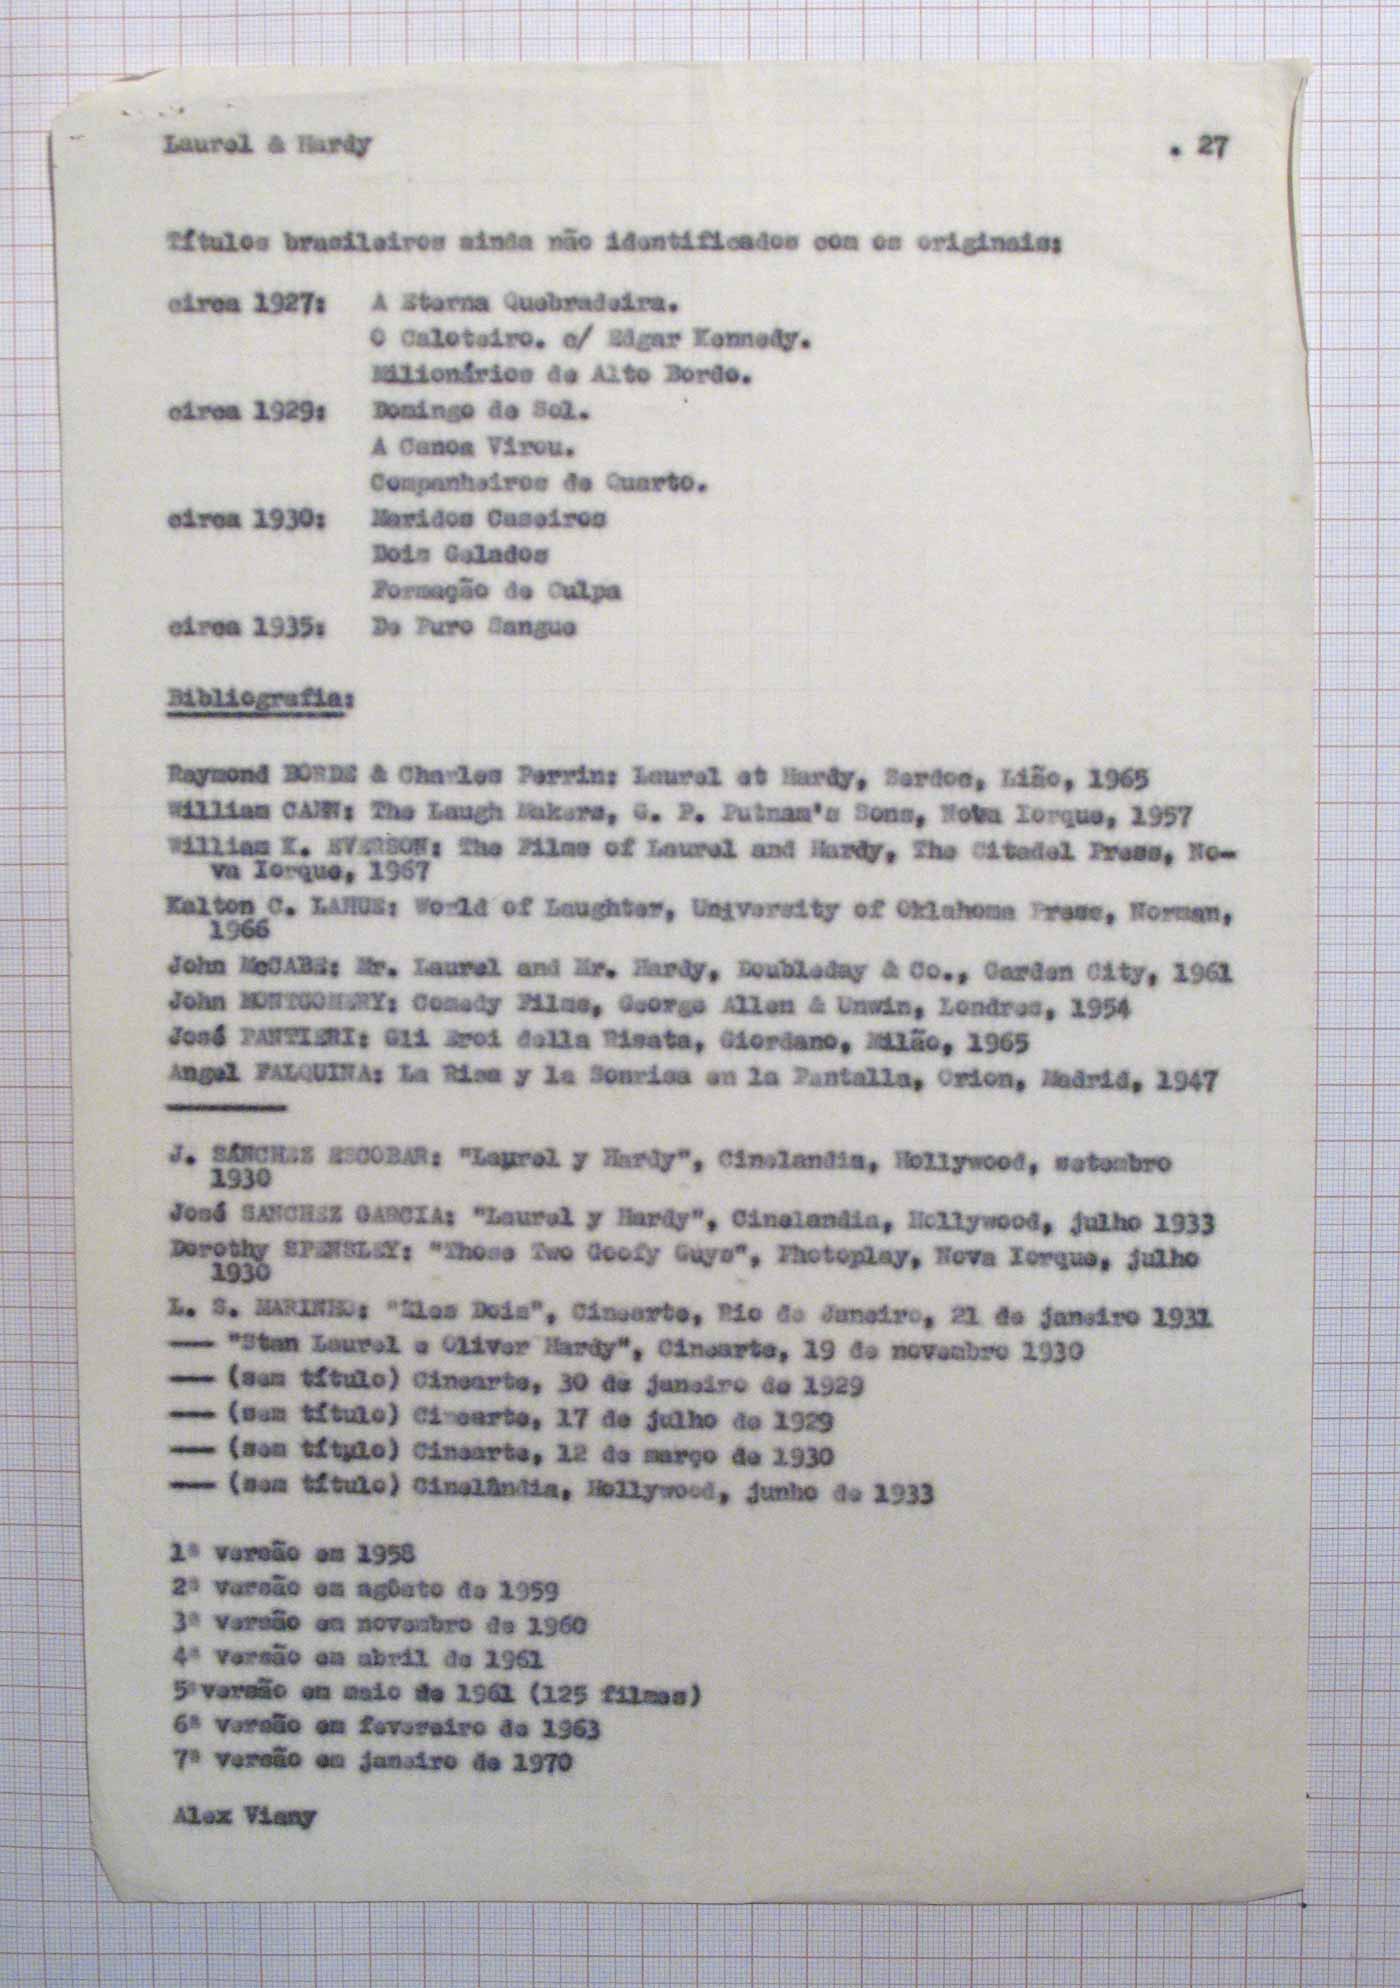 Laurel & Hardy . 27
Títulos brasileiros ainda não identificados com os originais:
circa 1927: A Eterna Quebradeira.
O Caloteiro. c/ Edgar Kennedy.
Milionários de Alto Bordo.
circa 1929: Domingo de Sol.
A Canoa Virou.
Companheiros de Quarto.
circa 1930: Maridos Caseiros
Dois Gelados
Formação de Culpa
circa 1935: De Puro Sangue
Bibliografia:
Raymond BORDE & Charles Perrin: Laurel et Hardy, Serdoc, Lião, 1965
William CAHN: The Laugh Makers, G. P. Putnam's Sons, Nova Iorque, 1957
William K. EVERSON: The Films of Laurel and Hardy, The Citadel Press, No-
va Iorque, 1967
Kalton C. LAHUE: World of Laughter, University of Oklahoma Press, Norman,
1966
John McCABE: Mr. Laurel and Mr. Hardy, Doubleday & Co., Garden City, 1961
John MONTGOMERY: Comedy Films, George Allen & Unwin, Londres, 1954
José PANTIERI: Gli Eroi della Risata, Giordano, Milão, 1965
Angel FALQUINA: La Risa y la Sonrisa en la Pantalla, Orion, Madrid, 1947
J. SÁNCHEZ ESCOBAR: "Laurel y Hardy", Cinelandia, Hollywood, setembro
1930
José SANCHEZ GARCIA: "Laurel y Hardy", Cinelandia, Hollywood, julho 1933
Dorothy SPENSLEY: "Those Two Goofy Guys", Photoplay, Nova Iorque, julho
1930
L. S. MARINHO: "Eles Dois", Cinearte, Rio de Janeiro, 21 de janeiro 1931
—— "Stan Laurel e Oliver Hardy", Cinearte, 19 de novembro 1930
—— (sem título) Cinearte, 30 de janeiro de 1929
—— (sem título) Cinearte, 17 de julho de 1929
—— (sem título) Cinearte, 12 de março de 1930
—— (sem título) Cinelândia, Hollywood, junho de 1933
1ª versão em 1958
2ª versão em agôsto de 1959
3ª versão em novembro de 1960
4ª versão em abril de 1961
5ª versão em maio de 1961 (125 filmes)
6ª versão em fevereiro de 1963
7ª versão em janeiro de 1970
Alex Viany